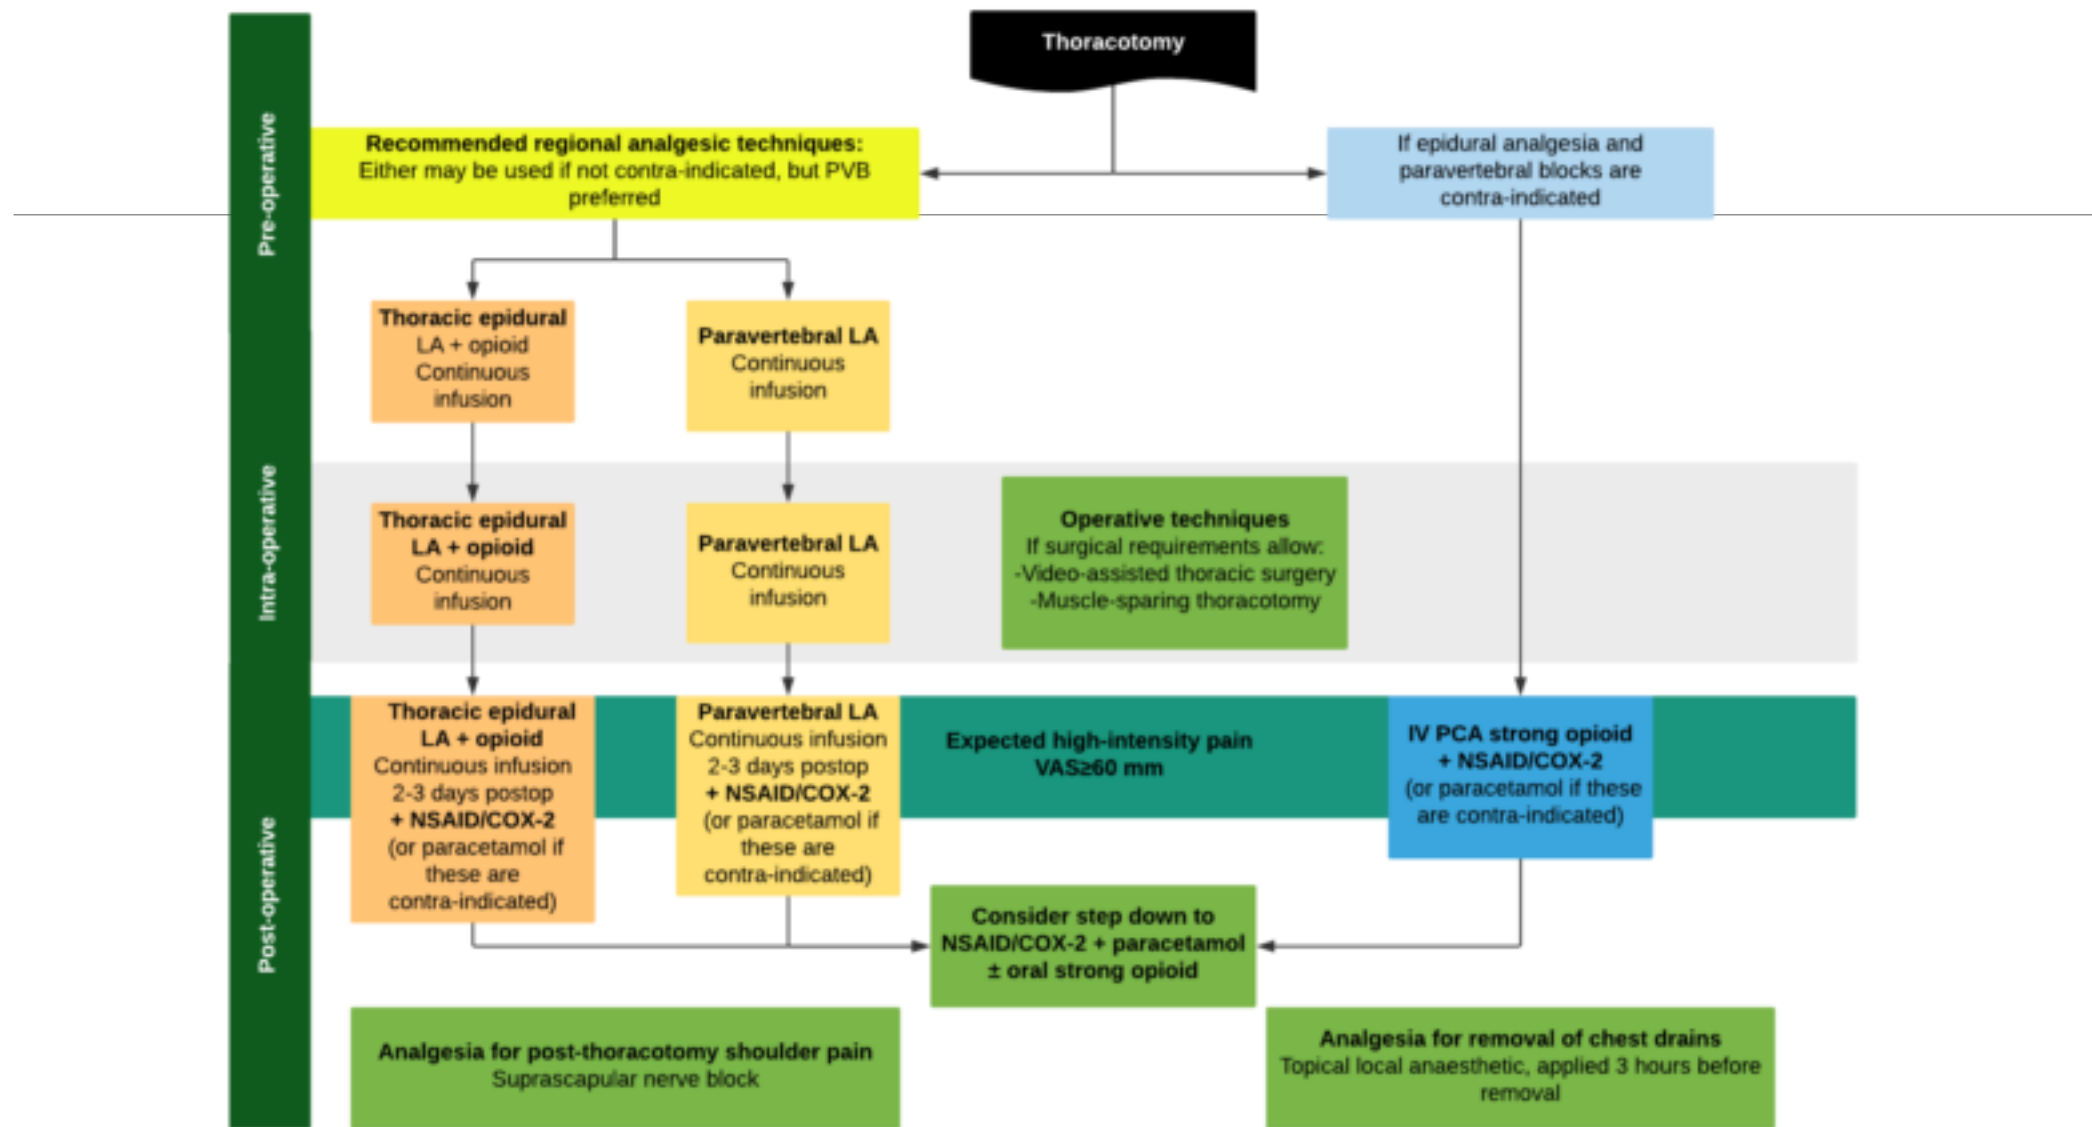 Thoracotomy
Pre-operative
Recommended regional analgesic techniques:
Either may be used if not contra-indicated, but PVB
preferred
If epidural analgesia and
paravertebral blocks are
contra-indicated
Thoracic epidural
LA + opioid
Continuous
infusion
Paravertebral LA
Continuous
infusion
Intra-operative
Thoracic epidural
LA + opioid
Continuous
infusion
Paravertebral LA
Continuous
infusion
Operative techniques
If surgical requirements allow:
-Video-assisted thoracic surgery
-Muscle-sparing thoracotomy
Post-operative
Thoracic epidural
LA + opioid
Continuous infusion
2-3 days postop
+ NSAID/COX-2
(or paracetamol if
these are
contra-indicated)
Paravertebral LA
Continuous infusion
2-3 days postop
+ NSAID/COX-2
(or paracetamol if
these are
contra-indicated)
Expected high-intensity pain
VAS≥60 mm
IV PCA strong opioid
+ NSAID/COX-2
(or paracetamol if these
are contra-indicated)
Consider step down to
NSAID/COX-2 + paracetamol
± oral strong opioid
Analgesia for post-thoracotomy shoulder pain
Suprascapular nerve block
Analgesia for removal of chest drains
Topical local anaesthetic, applied 3 hours before
removal